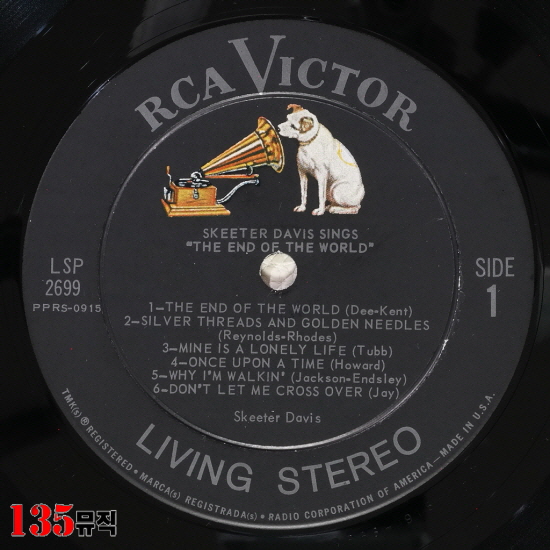 RCA VICTOR
SKEETER DAVIS SINGS
"THE END OF THE WORLD"
LSP
2699
PPRS-0915
SIDE
1
1—THE END OF THE WORLD (Dee-Kent)
2—SILVER THREADS AND GOLDEN NEEDLES
(Reynolds-Rhodes)
3—MINE IS A LONELY LIFE (Tubb)
4—ONCE UPON A TIME (Howard)
5—WHY I"M WALKIN" (Jackson-Endsley)
6—DON"T LET ME CROSS OVER (Jay)
Skeeter Davis
LIVING STEREO
TMK(s) ® REGISTERED • MARCA(s) REGISTRADA(s) • RADIO CORPORATION OF AMERICA—MADE IN U.S.A.
135뮤직